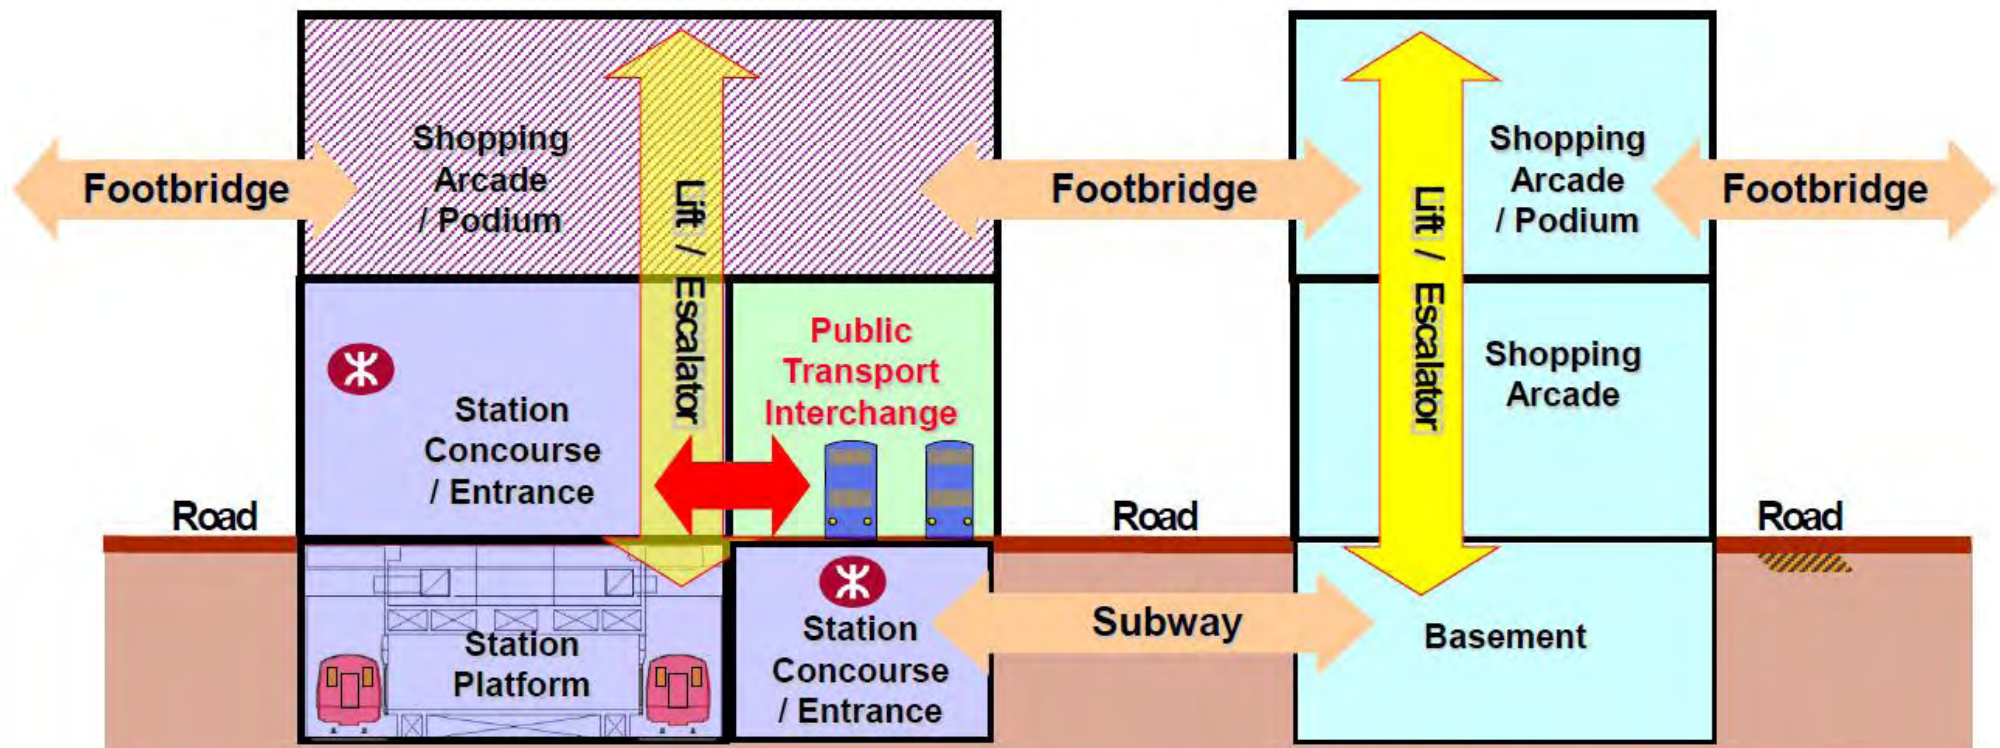 Shopping
Arcade
/ Podium
Footbridge
Lift / Escalator
Footbridge
Shopping
Arcade
/ Podium
Footbridge
Lift / Escalator
Station
Concourse
/ Entrance
Public
Transport
Interchange
Shopping
Arcade
Road
Road
Road
Station
Platform
Station
Concourse
/ Entrance
Subway
Basement